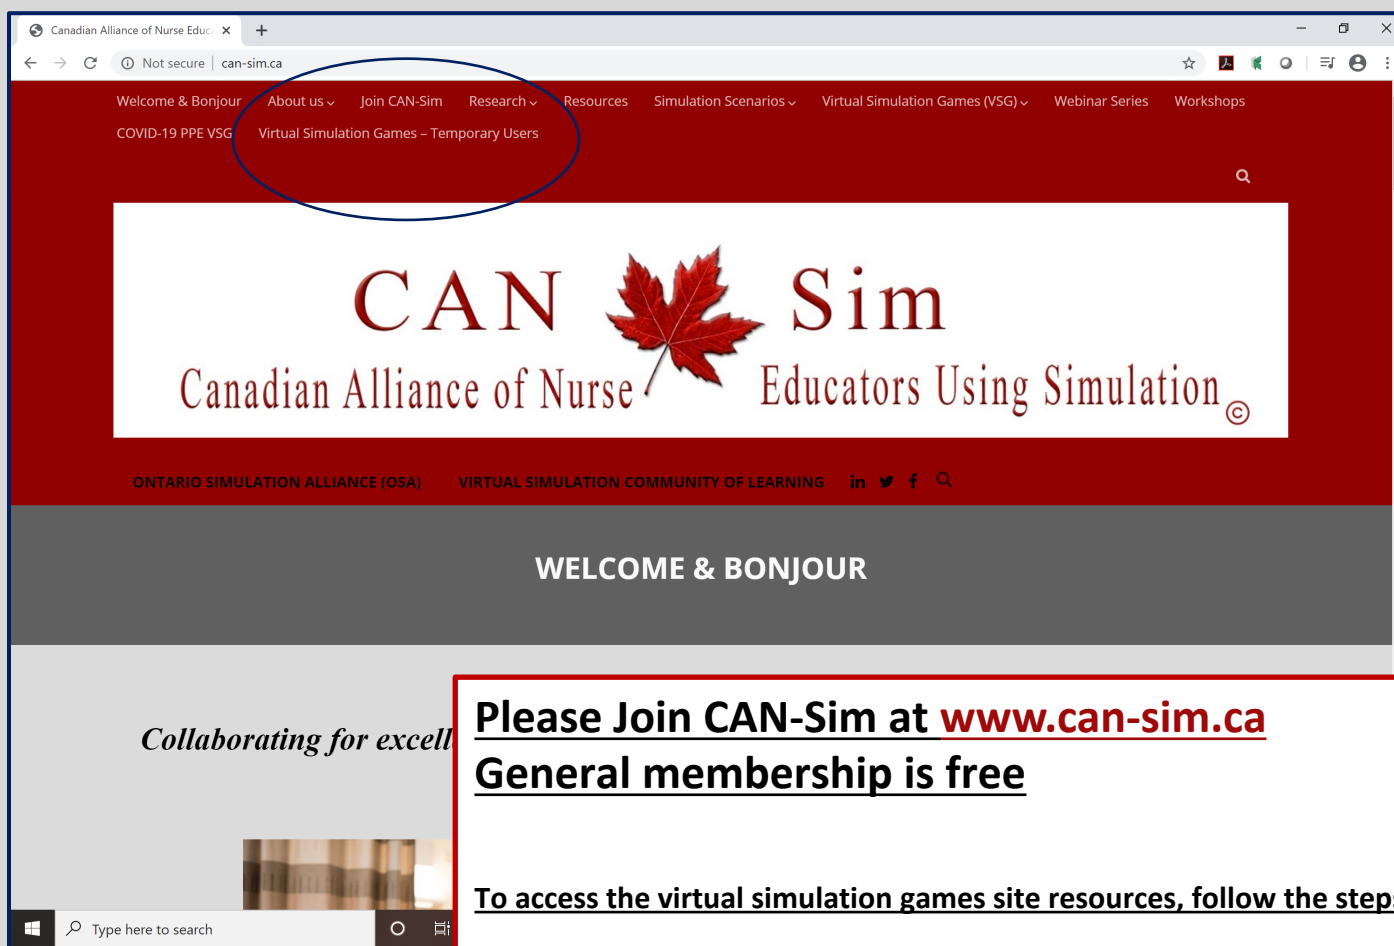 Canadian Alliance of Nurse Educ
Not secure | can-sim.ca
Welcome & Bonjour About us Join CAN-Sim Research Resources Simulation Scenarios Virtual Simulation Games (VSG) Webinar Series Workshops
COVID-19 PPE VSG Virtual Simulation Games – Temporary Users
CAN Sim
Canadian Alliance of Nurse Educators Using Simulation ©
ONTARIO SIMULATION ALLIANCE (OSA) VIRTUAL SIMULATION COMMUNITY OF LEARNING in f
WELCOME & BONJOUR
Collaborating for excell
Please Join CAN-Sim at www.can-sim.ca
General membership is free
To access the virtual simulation games site resources, follow the steps
Type here to search